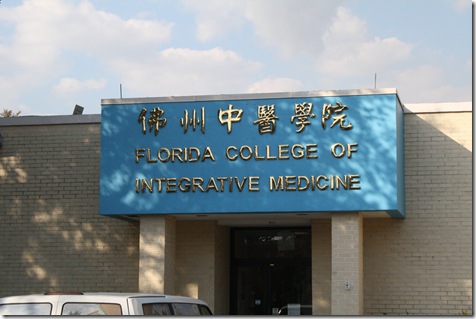 佛州中醫學院
FLORIDA COLLEGE OF
INTEGRATIVE MEDICINE